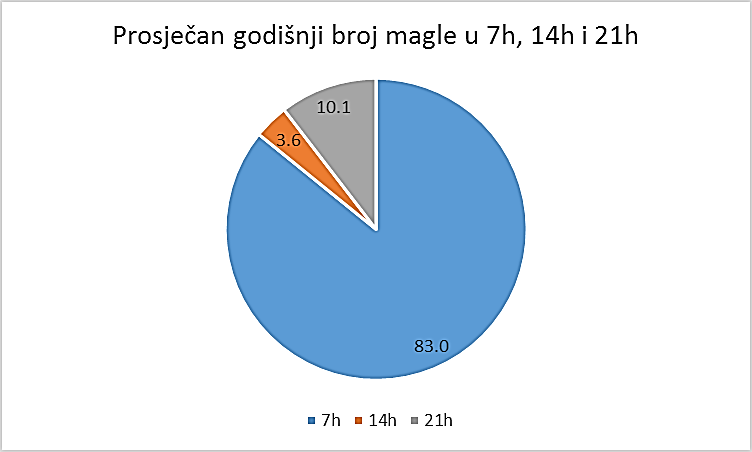 Prosječan godišnji broj magle u 7h, 14h i 21h
10.1
3.6
83.0
7h 14h 21h